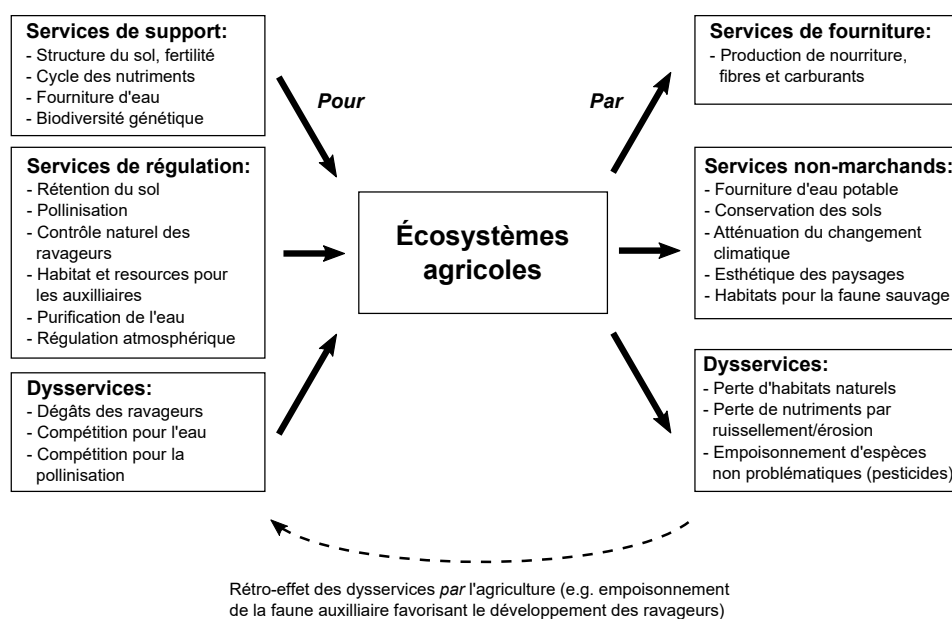 Services de support:
- Structure du sol, fertilité
- Cycle des nutriments
- Fourniture d'eau
- Biodiversité génétique
Services de régulation:
- Rétention du sol
- Pollinisation
- Contrôle naturel des
ravageurs
- Habitat et resources pour
les auxilliaires
- Purification de l'eau
- Régulation atmosphérique
Dysservices:
- Dégâts des ravageurs
- Compétition pour l'eau
- Compétition pour la
pollinisation
Pour
Écosystèmes
agricoles
Par
Services de fourniture:
- Production de nourriture,
fibres et carburants
Services non-marchands:
- Fourniture d'eau potable
- Conservation des sols
- Atténuation du changement
climatique
- Esthétique des paysages
- Habitats pour la faune sauvage
Dysservices:
- Perte d'habitats naturels
- Perte de nutriments par
ruissellement/érosion
- Empoisonnement d'espèces
non problématiques (pesticides)
Rétro-effet des dysservices par l'agriculture (e.g. empoisonnement
de la faune auxilliaire favorisant le développement des ravageurs)